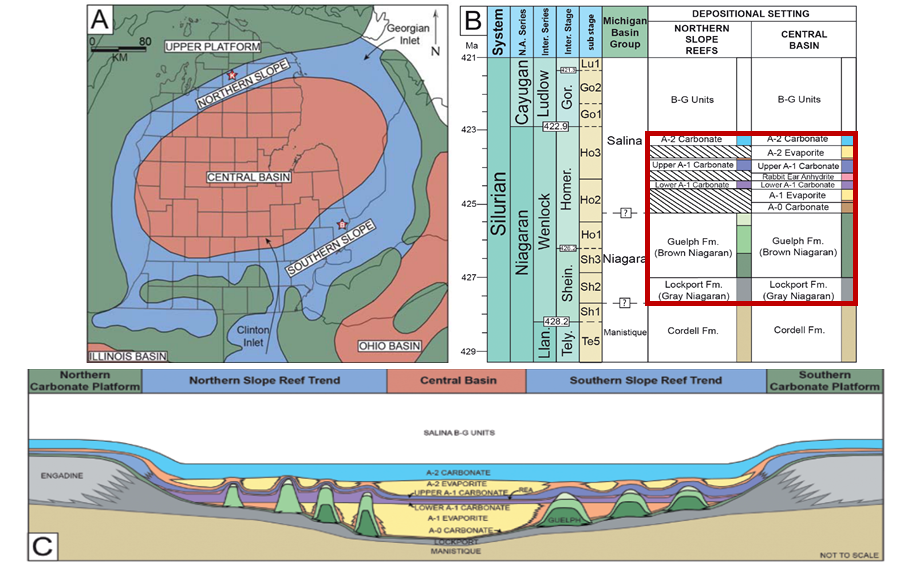 A
Georgian
Inlet
N
0 80
KM
UPPER PLATFORM
NORTHERN SLOPE
CENTRAL BASIN
SOUTHERN SLOPE
Clinton
Inlet
OHIO BASIN
ILLINOIS BASIN
B
Ma
System
N.A. Series
Inter. Series
Inter. Stage
sub stage
Michigan
Basin
Group
DEPOSITIONAL SETTING
NORTHERN
SLOPE
REEFS
CENTRAL
BASIN
421
423
425
427
429
Silurian
Cayugan
Niagaran
Ludlow
Wenlock
Llan.
Gor.
Homer.
Shein.
Tely.
422.9
428.2
Lu1
Go2
Go1
Ho3
Ho2
Ho1
Sh3
Sh2
Sh1
Te5
Salina
?
Niagara
?
Manistique
B-G Units
A-2 Carbonate
Upper A-1 Carbonate
Lower A-1 Carbonate
Guelph Fm.
(Brown Niagaran)
Lockport Fm.
(Gray Niagaran)
Cordell Fm.
B-G Units
A-2 Carbonate
A-2 Evaporite
Upper A-1 Carbonate
Rabbit Ear Anhydrite
Lower A-1 Carbonate
A-1 Evaporite
A-0 Carbonate
Guelph Fm.
(Brown Niagaran)
Lockport Fm.
(Gray Niagaran)
Cordell Fm.
Northern
Carbonate Platform
Northern Slope Reef Trend
Central Basin
Southern Slope Reef Trend
Southern
Carbonate Platform
SALINA B-G UNITS
ENGADINE
A-2 CARBONATE
A-2 EVAPORITE
UPPER A-1 CARBONATE
REA
LOWER A-1 CARBONATE
A-1 EVAPORITE
GUELPH
A-0 CARBONATE
LOCKPORT
MANISTIQUE
C
NOT TO SCALE